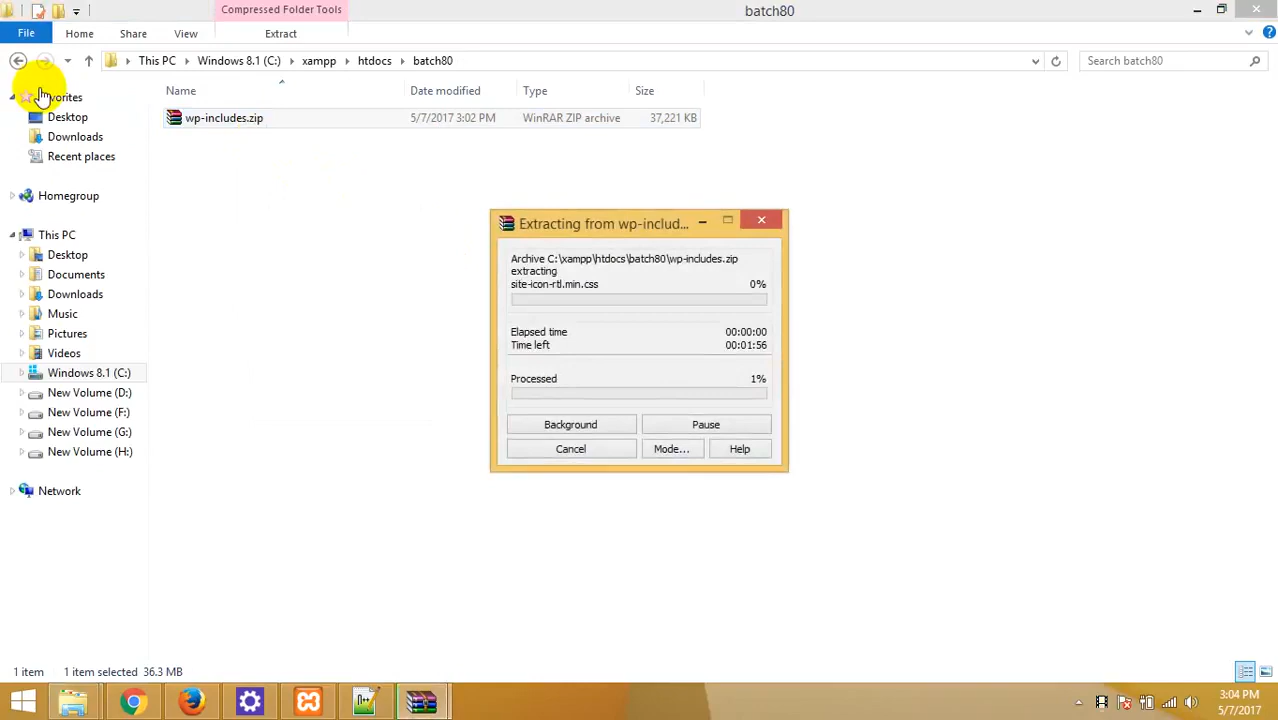 Compressed Folder Tools
batch80
File
Home
Share
View
Extract
This PC
Windows 8.1 (C:)
xampp
htdocs
batch80
Search batch80
Name
Date modified
Type
Size
wp-includes.zip
5/7/2017 3:02 PM
WinRAR ZIP archive
37,221 KB
Desktop
Downloads
Recent places
Homegroup
This PC
Desktop
Documents
Downloads
Music
Pictures
Videos
Windows 8.1 (C:)
New Volume (D:)
New Volume (F:)
New Volume (G:)
New Volume (H:)
Network
Extracting from wp-includ...
Archive C:\xampp\htdocs\batch80\wp-includes.zip
extracting
site-icon-rtl.min.css 0%
Elapsed time 00:00:00
Time left 00:01:56
Processed 1%
Background
Pause
Cancel
Mode...
Help
1 item
1 item selected 36.3 MB
3:04 PM
5/7/2017